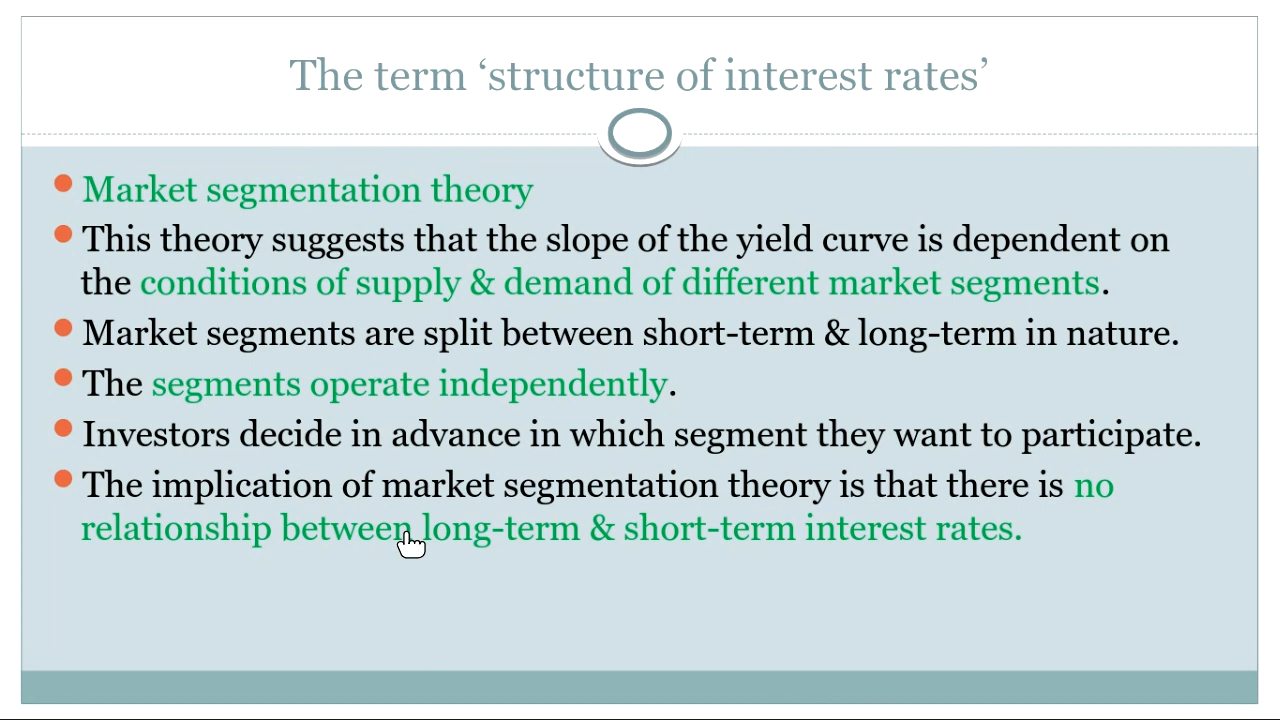 The term ‘structure of interest rates’
Market segmentation theory
This theory suggests that the slope of the yield curve is dependent on
the conditions of supply & demand of different market segments.
Market segments are split between short-term & long-term in nature.
The segments operate independently.
Investors decide in advance in which segment they want to participate.
The implication of market segmentation theory is that there is no
relationship between long-term & short-term interest rates.